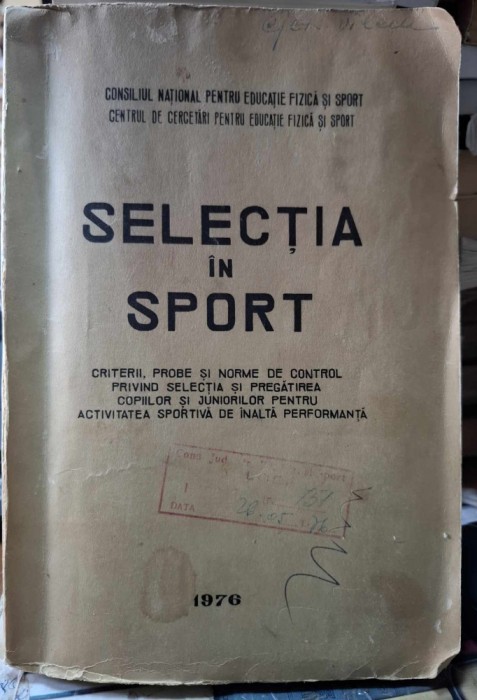 CONSILIUL NAȚIONAL PENTRU EDUCAȚIE FIZICĂ ȘI SPORT
CENTRUL DE CERCETĂRI PENTRU EDUCAȚIE FIZICĂ ȘI SPORT
SELECȚIA
ÎN
SPORT
CRITERII, PROBE ȘI NORME DE CONTROL
PRIVIND SELECȚIA ȘI PREGĂTIREA
COPIILOR ȘI JUNIORILOR PENTRU
ACTIVITATEA SPORTIVĂ DE ÎNALTĂ PERFORMANȚĂ
137
DATA
1976